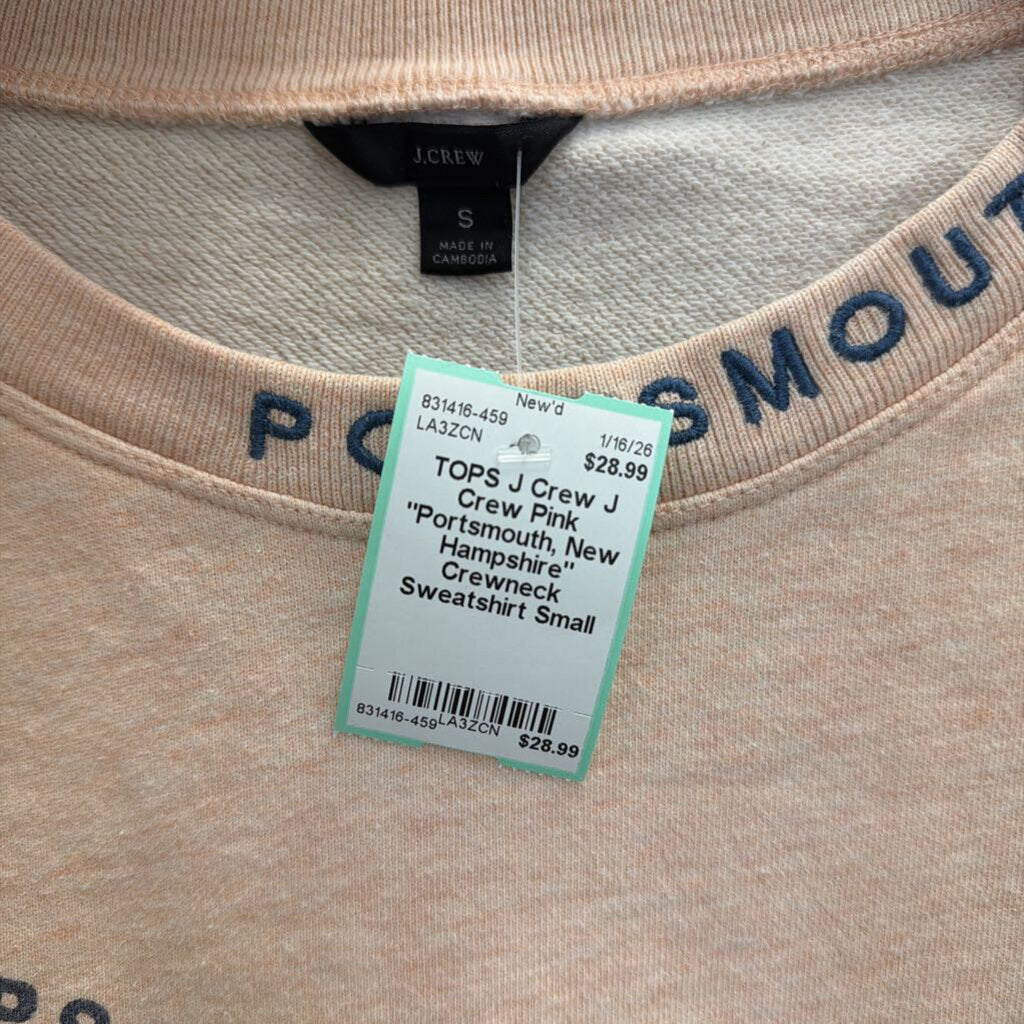 J.CREW
S
MADE IN
CAMBODIA
PO SMOUT
831416-459
LA3ZCN
New'd
1/16/26
$28.99
TOPS J Crew J
Crew Pink
"Portsmouth, New
Hampshire"
Crewneck
Sweatshirt Small
831416-459
LA3ZCN
$28.99